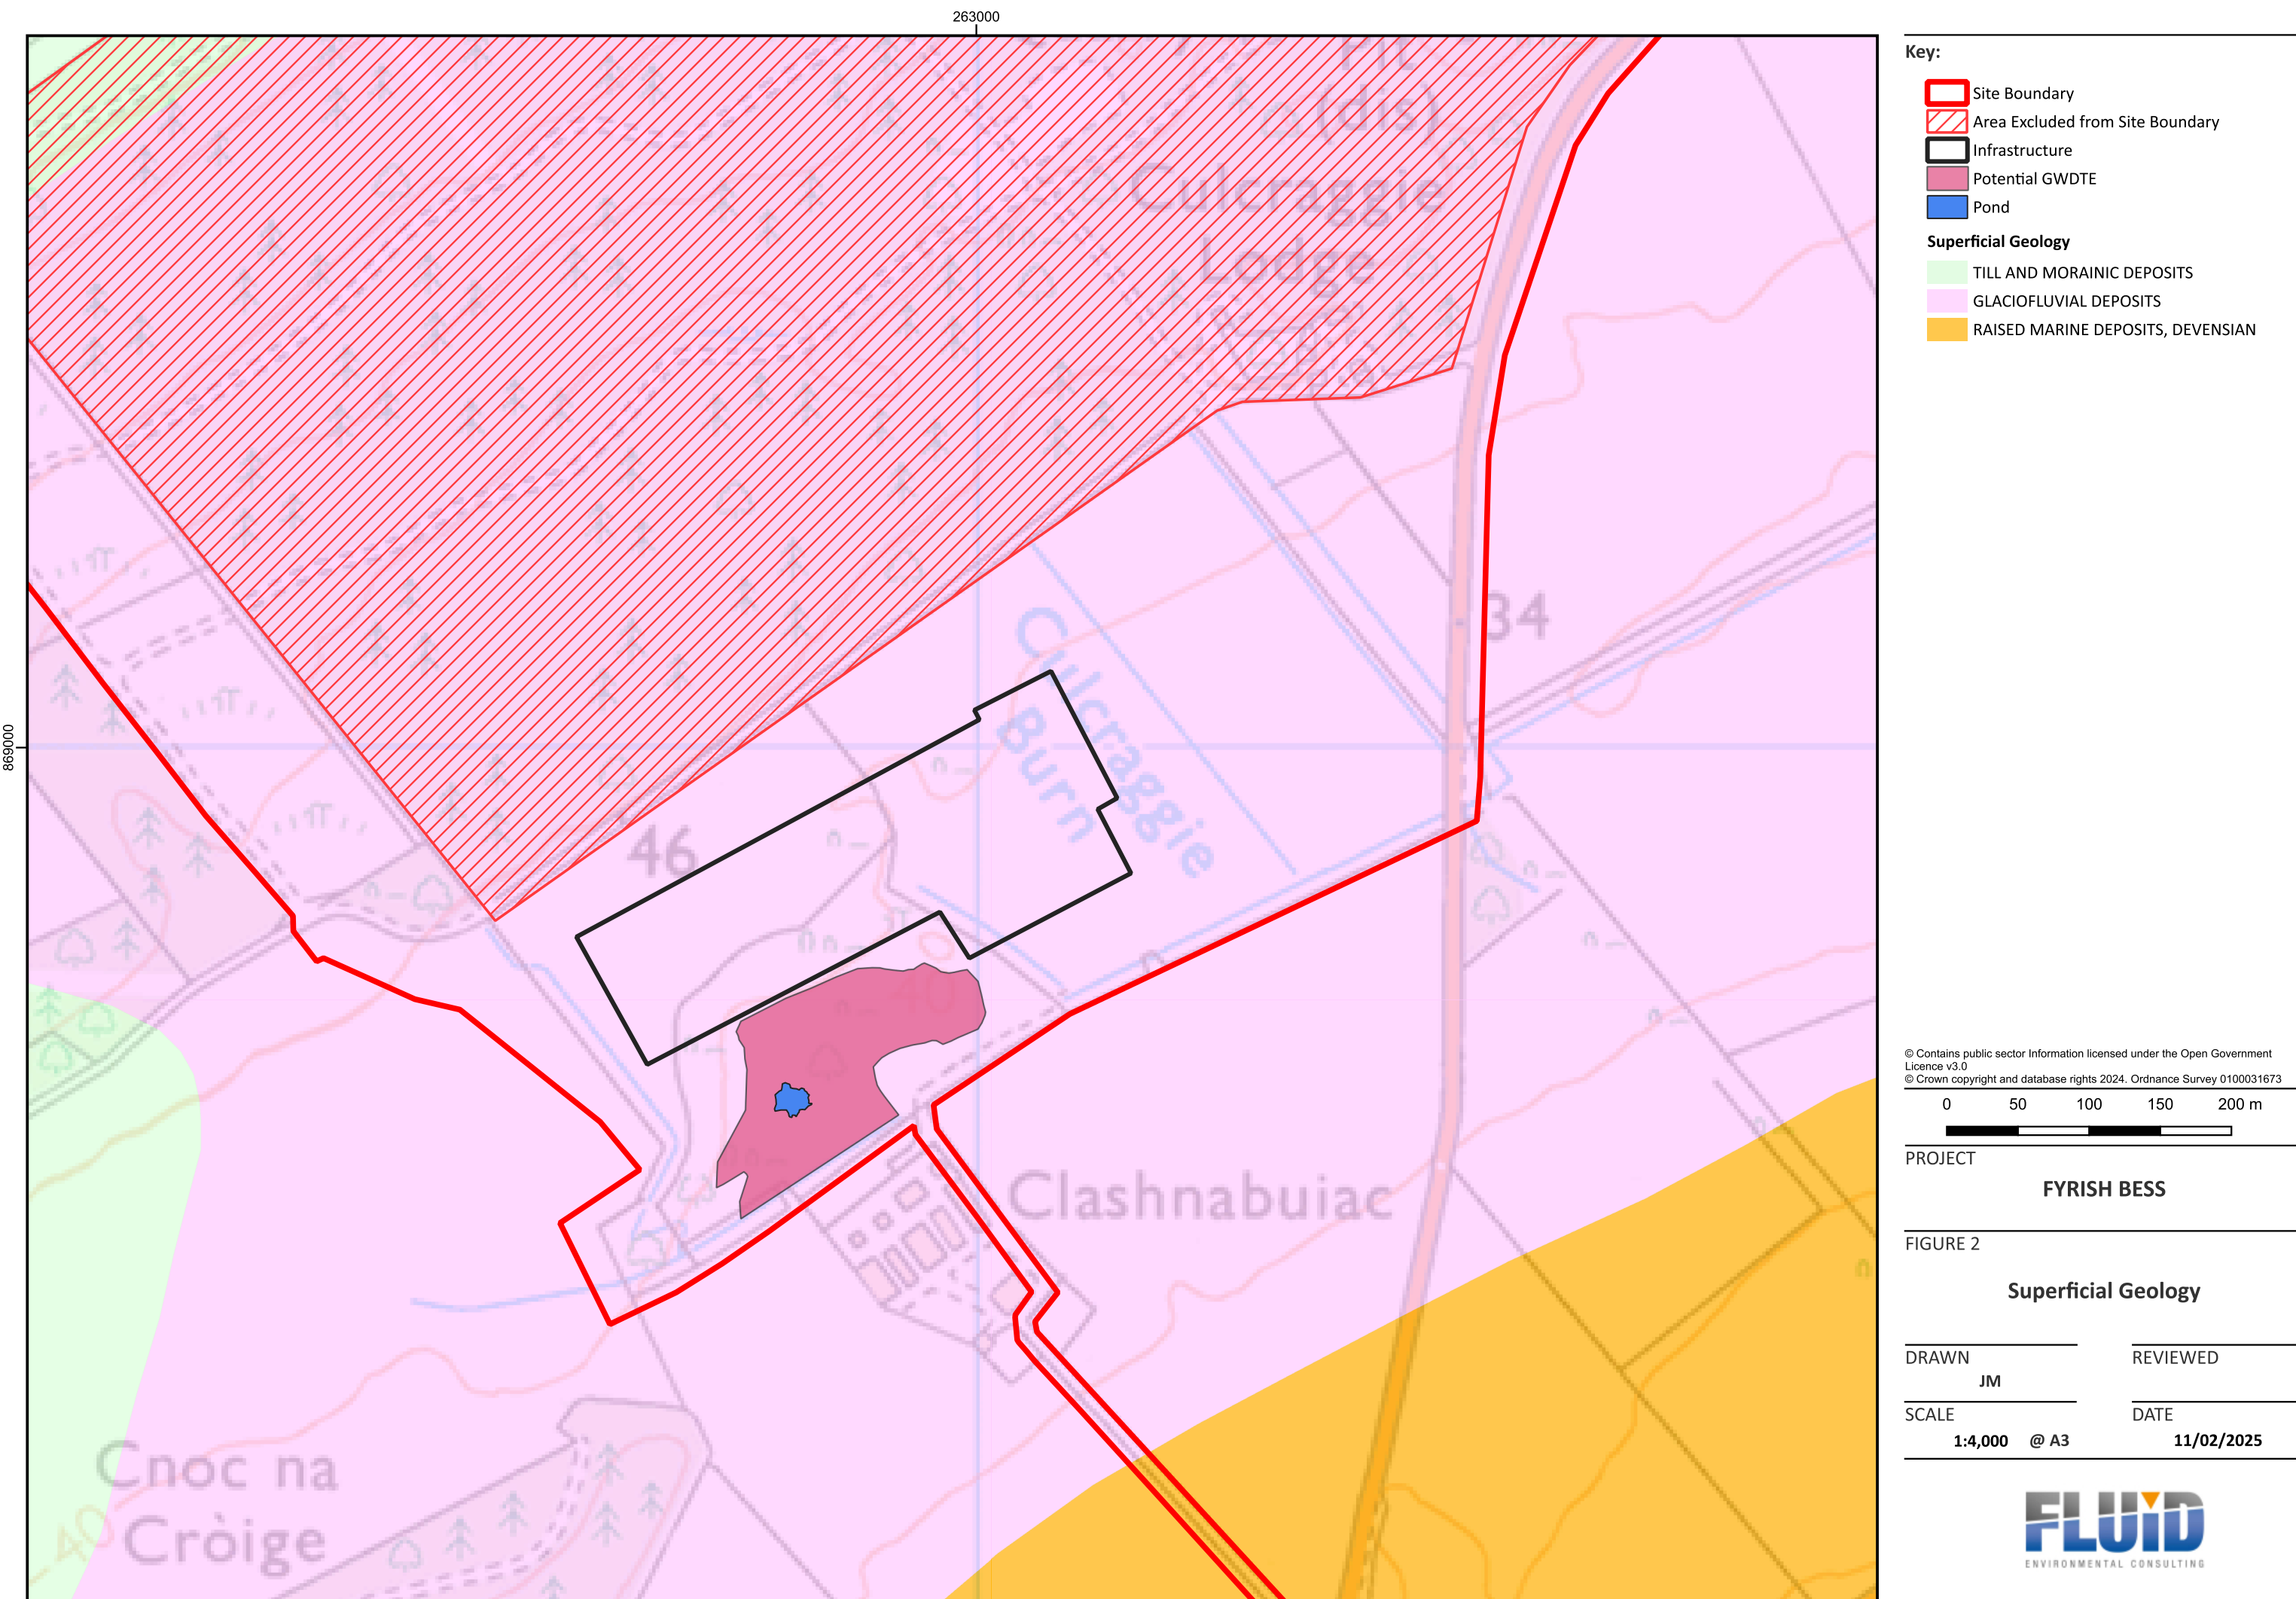 263000
869000
Pit
(dis)
Culcraggie
Lodge
34
Culcraggie
Burn
46
40
Clashnabuiac
Cnoc na
Cròige
40
Key:
Site Boundary
Area Excluded from Site Boundary
Infrastructure
Potential GWDTE
Pond
Superficial Geology
TILL AND MORAINIC DEPOSITS
GLACIOFLUVIAL DEPOSITS
RAISED MARINE DEPOSITS, DEVENSIAN
© Contains public sector Information licensed under the Open Government
Licence v3.0
© Crown copyright and database rights 2024. Ordnance Survey 0100031673
0 50 100 150 200 m
PROJECT
FYRISH BESS
FIGURE 2
Superficial Geology
DRAWN REVIEWED
JM
SCALE DATE
1:4,000 @ A3 11/02/2025
FLUID
ENVIRONMENTAL CONSULTING